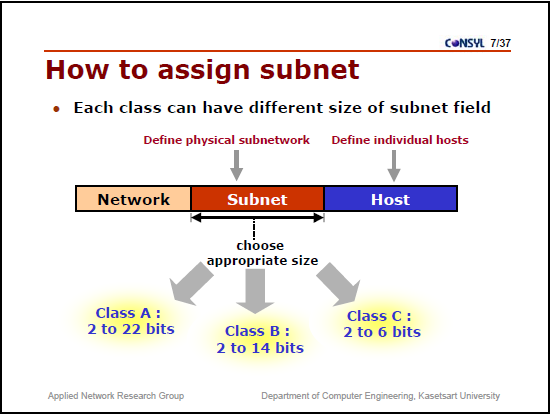 CONSYL 7/37
How to assign subnet
• Each class can have different size of subnet field
Define physical subnetwork Define individual hosts
Network Subnet Host
choose
appropriate size
Class A :
2 to 22 bits
Class B :
2 to 14 bits
Class C :
2 to 6 bits
Applied Network Research Group Department of Computer Engineering, Kasetsart University